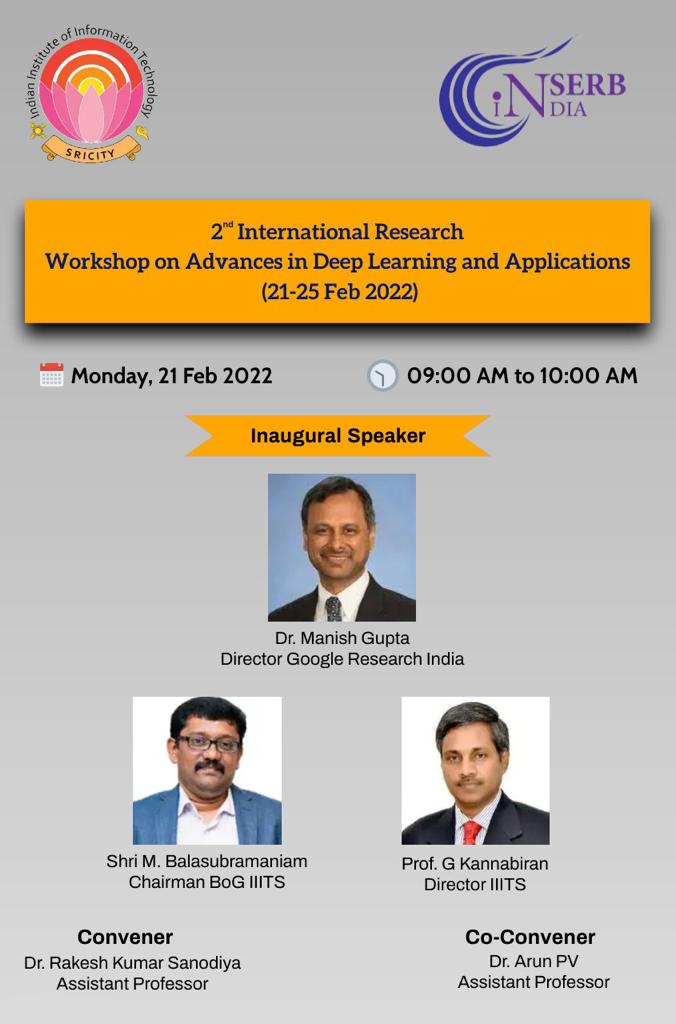 Indian Institute of Information Technology
SRICITY
iNSERB
DIA
2nd International Research
Workshop on Advances in Deep Learning and Applications
(21-25 Feb 2022)
Monday, 21 Feb 2022
09:00 AM to 10:00 AM
Inaugural Speaker
Dr. Manish Gupta
Director Google Research India
Shri M. Balasubramaniam
Chairman BoG IIITS
Prof. G Kannabiran
Director IIITS
Convener
Dr. Rakesh Kumar Sanodiya
Assistant Professor
Co-Convener
Dr. Arun PV
Assistant Professor